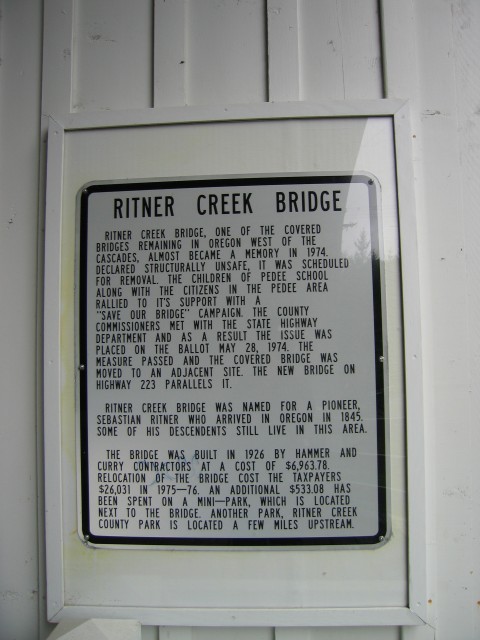 RITNER CREEK BRIDGE
RITNER CREEK BRIDGE, ONE OF THE COVERED
BRIDGES REMAINING IN OREGON WEST OF THE
CASCADES, ALMOST BECAME A MEMORY IN 1974.
DECLARED STRUCTURALLY UNSAFE, IT WAS SCHEDULED
FOR REMOVAL. THE CHILDREN OF PEDEE SCHOOL
ALONG WITH THE CITIZENS IN THE PEDEE AREA
RALLIED TO IT'S SUPPORT WITH A
"SAVE OUR BRIDGE" CAMPAIGN. THE COUNTY
COMMISSIONERS MET WITH THE STATE HIGHWAY
DEPARTMENT AND AS A RESULT THE ISSUE WAS
PLACED ON THE BALLOT MAY 28, 1974. THE
MEASURE PASSED AND THE COVERED BRIDGE WAS
MOVED TO AN ADJACENT SITE. THE NEW BRIDGE ON
HIGHWAY 223 PARALLELS IT.
RITNER CREEK BRIDGE WAS NAMED FOR A PIONEER,
SEBASTIAN RITNER WHO ARRIVED IN OREGON IN 1845.
SOME OF HIS DESCENDENTS STILL LIVE IN THIS AREA.
THE BRIDGE WAS BUILT IN 1926 BY HAMMER AND
CURRY CONTRACTORS AT A COST OF $6,963.78.
RELOCATION OF THE BRIDGE COST THE TAXPAYERS
$26,031 IN 1975-76. AN ADDITIONAL $533.08 HAS
BEEN SPENT ON A MINI-PARK, WHICH IS LOCATED
NEXT TO THE BRIDGE. ANOTHER PARK, RITNER CREEK
COUNTY PARK IS LOCATED A FEW MILES UPSTREAM.